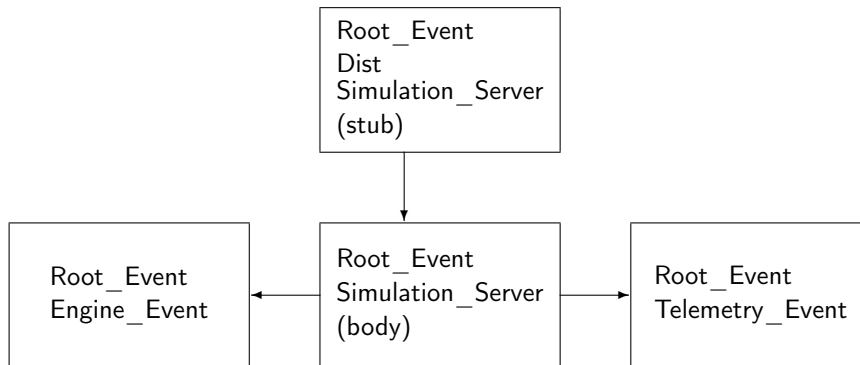 Root_Event
Dist
Simulation_Server
(stub)
Root_Event
Engine_Event
Root_Event
Simulation_Server
(body)
Root_Event
Telemetry_Event